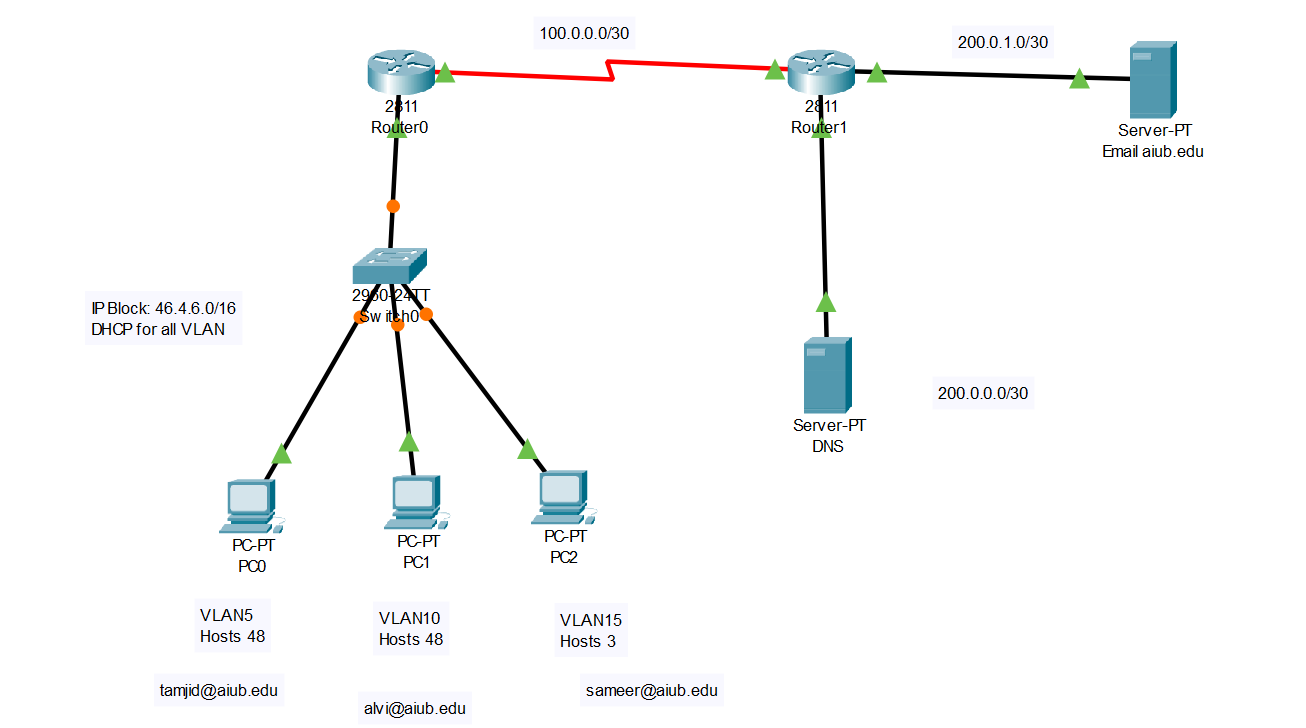 100.0.0.0/30
200.0.1.0/30
2811
Router0
2811
Router1
Server-PT
Email aiub.edu
2960-24TT
Switch0
IP Block: 46.4.6.0/16
DHCP for all VLAN
200.0.0.0/30
Server-PT
DNS
PC-PT
PC0
PC-PT
PC1
PC-PT
PC2
VLAN5
Hosts 48
VLAN10
Hosts 48
VLAN15
Hosts 3
tamjid@aiub.edu
alvi@aiub.edu
sameer@aiub.edu